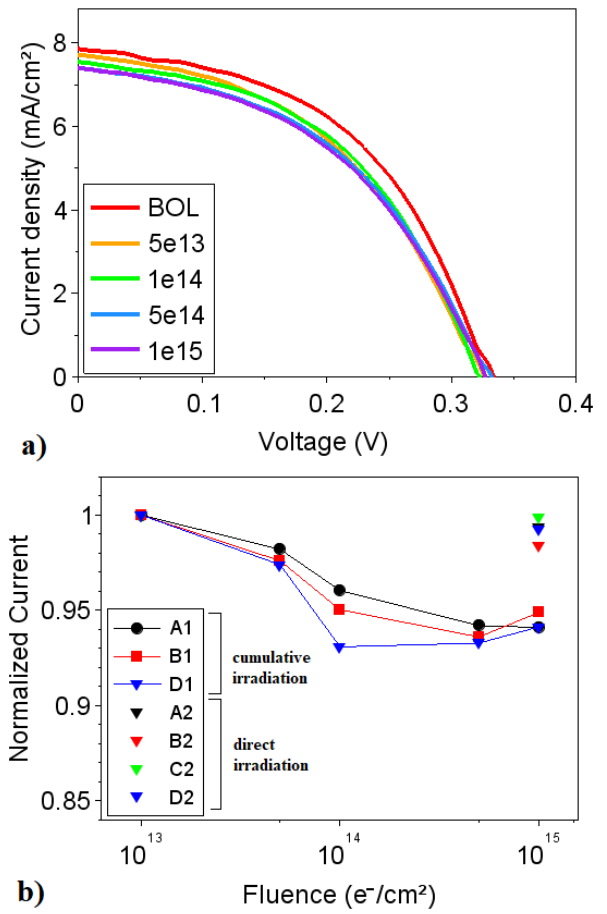 8
6
4
2
0
Current density (mA/cm²)
BOL
5e13
1e14
5e14
1e15
0 0.1 0.2 0.3 0.4
Voltage (V)
a)
1
0.95
0.9
0.85
Normalized Current
A1
B1
D1
cumulative
irradiation
A2
B2
C2
D2
direct
irradiation
10¹³ 10¹⁴ 10¹⁵
Fluence (e⁻/cm²)
b)